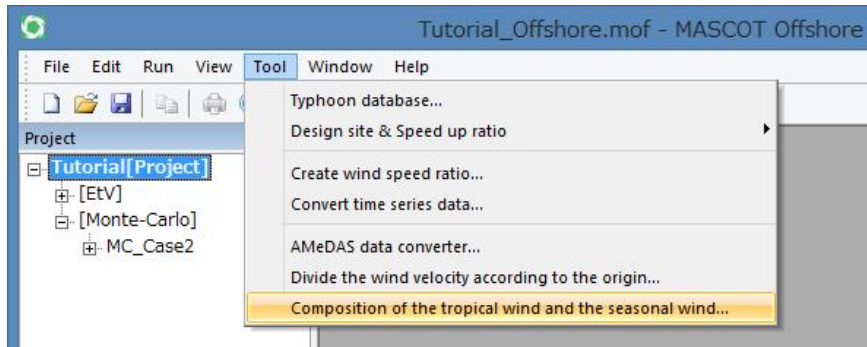 Tutorial_Offshore.mof - MASCOT Offshore
File Edit Run View Tool Window Help
Project
Tutorial[Project]
[EtV]
[Monte-Carlo]
MC_Case2
Typhoon database...
Design site & Speed up ratio
Create wind speed ratio...
Convert time series data...
AMeDAS data converter...
Divide the wind velocity according to the origin...
Composition of the tropical wind and the seasonal wind...